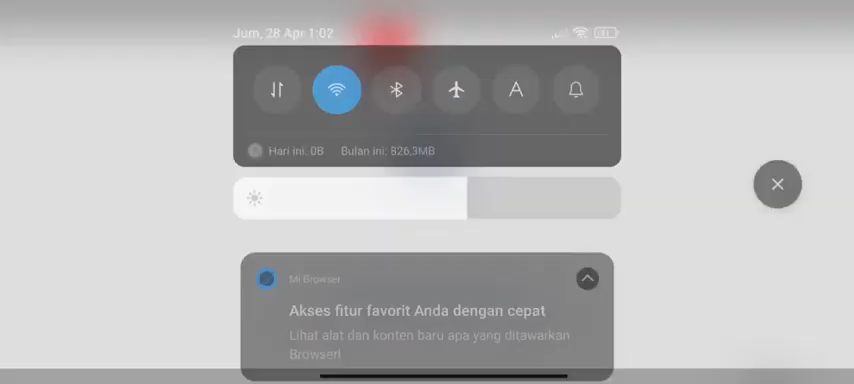 Jum, 28 Apr 1:02
A
Hari ini: 0B Bulan ini: 826,3MB
Mi Browser
Akses fitur favorit Anda dengan cepat
Lihat alat dan konten baru apa yang ditawarkan
Browser!